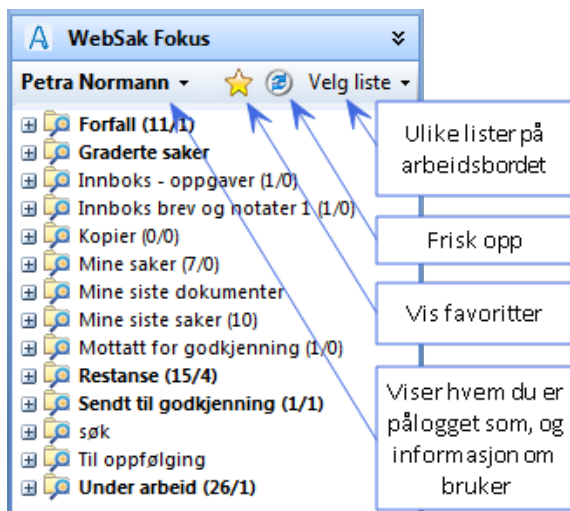 WebSak Fokus
Petra Normann
Velg liste
Forfall (11/1)
Graderte saker
Innboks - oppgaver (1/0)
Innboks brev og notater 1 (1/0)
Kopier (0/0)
Mine saker (7/0)
Mine siste dokumenter
Mine siste saker (10)
Mottatt for godkjenning (1/0)
Restanse (15/4)
Sendt til godkjenning (1/1)
søk
Til oppfølging
Under arbeid (26/1)
Ulike lister på
arbeidsbordet
Frisk opp
Vis favoritter
Viser hvem du er
pålogget som, og
informasjon om
bruker